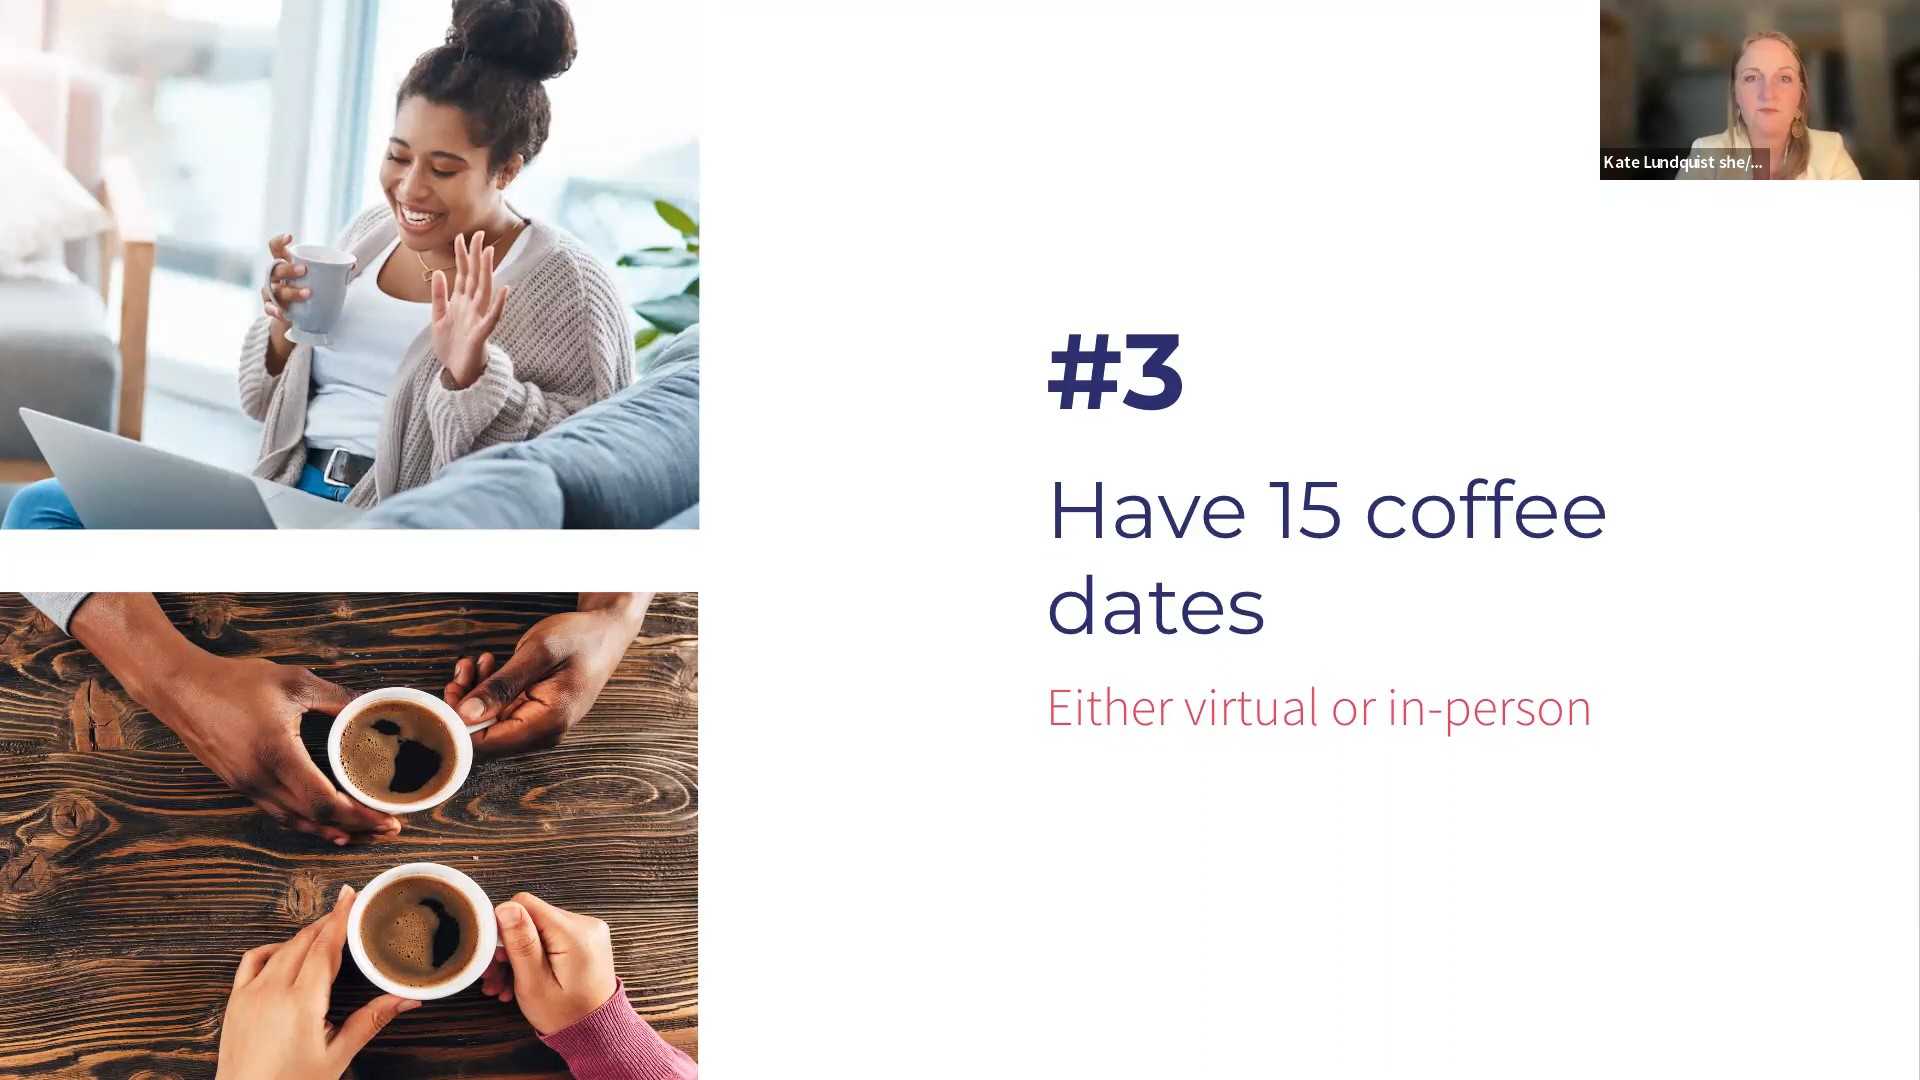 Kate Lundquist she/...
#3
Have 15 coffee
dates
Either virtual or in-person